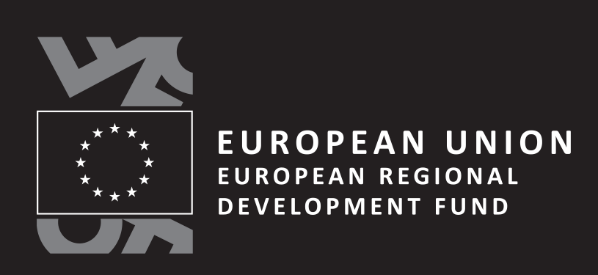 EUROPEAN UNION
EUROPEAN REGIONAL
DEVELOPMENT FUND